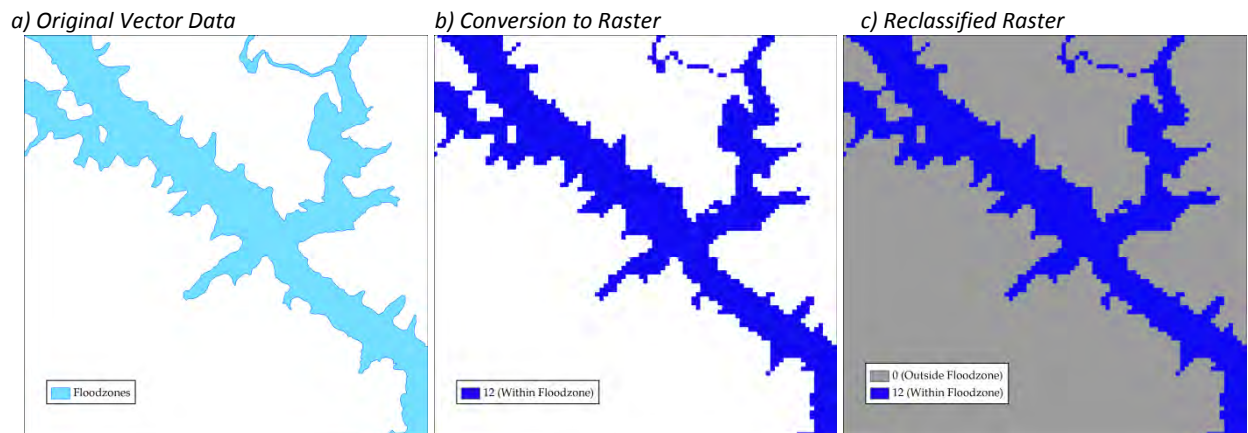 a) Original Vector Data
b) Conversion to Raster
c) Reclassified Raster
Floodzones
12 (Within Floodzone)
0 (Outside Floodzone)
12 (Within Floodzone)